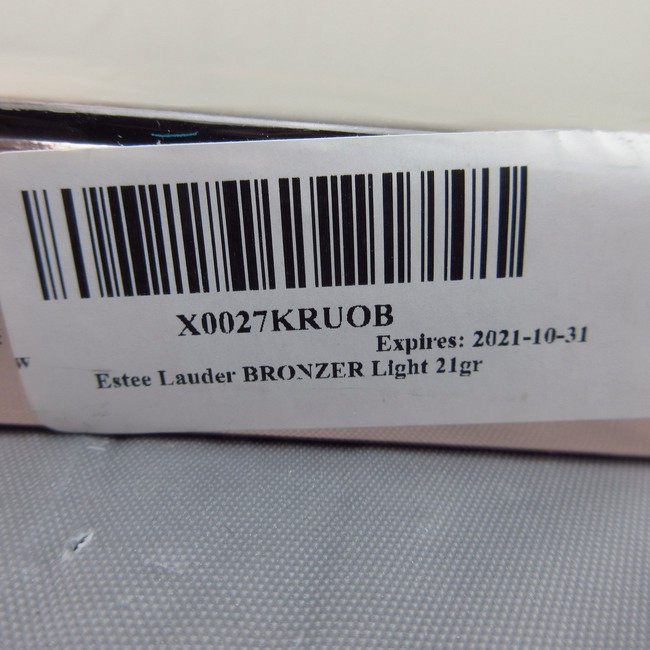 X0027KRUOB
Expires: 2021-10-31
Estee Lauder BRONZER Light 21gr